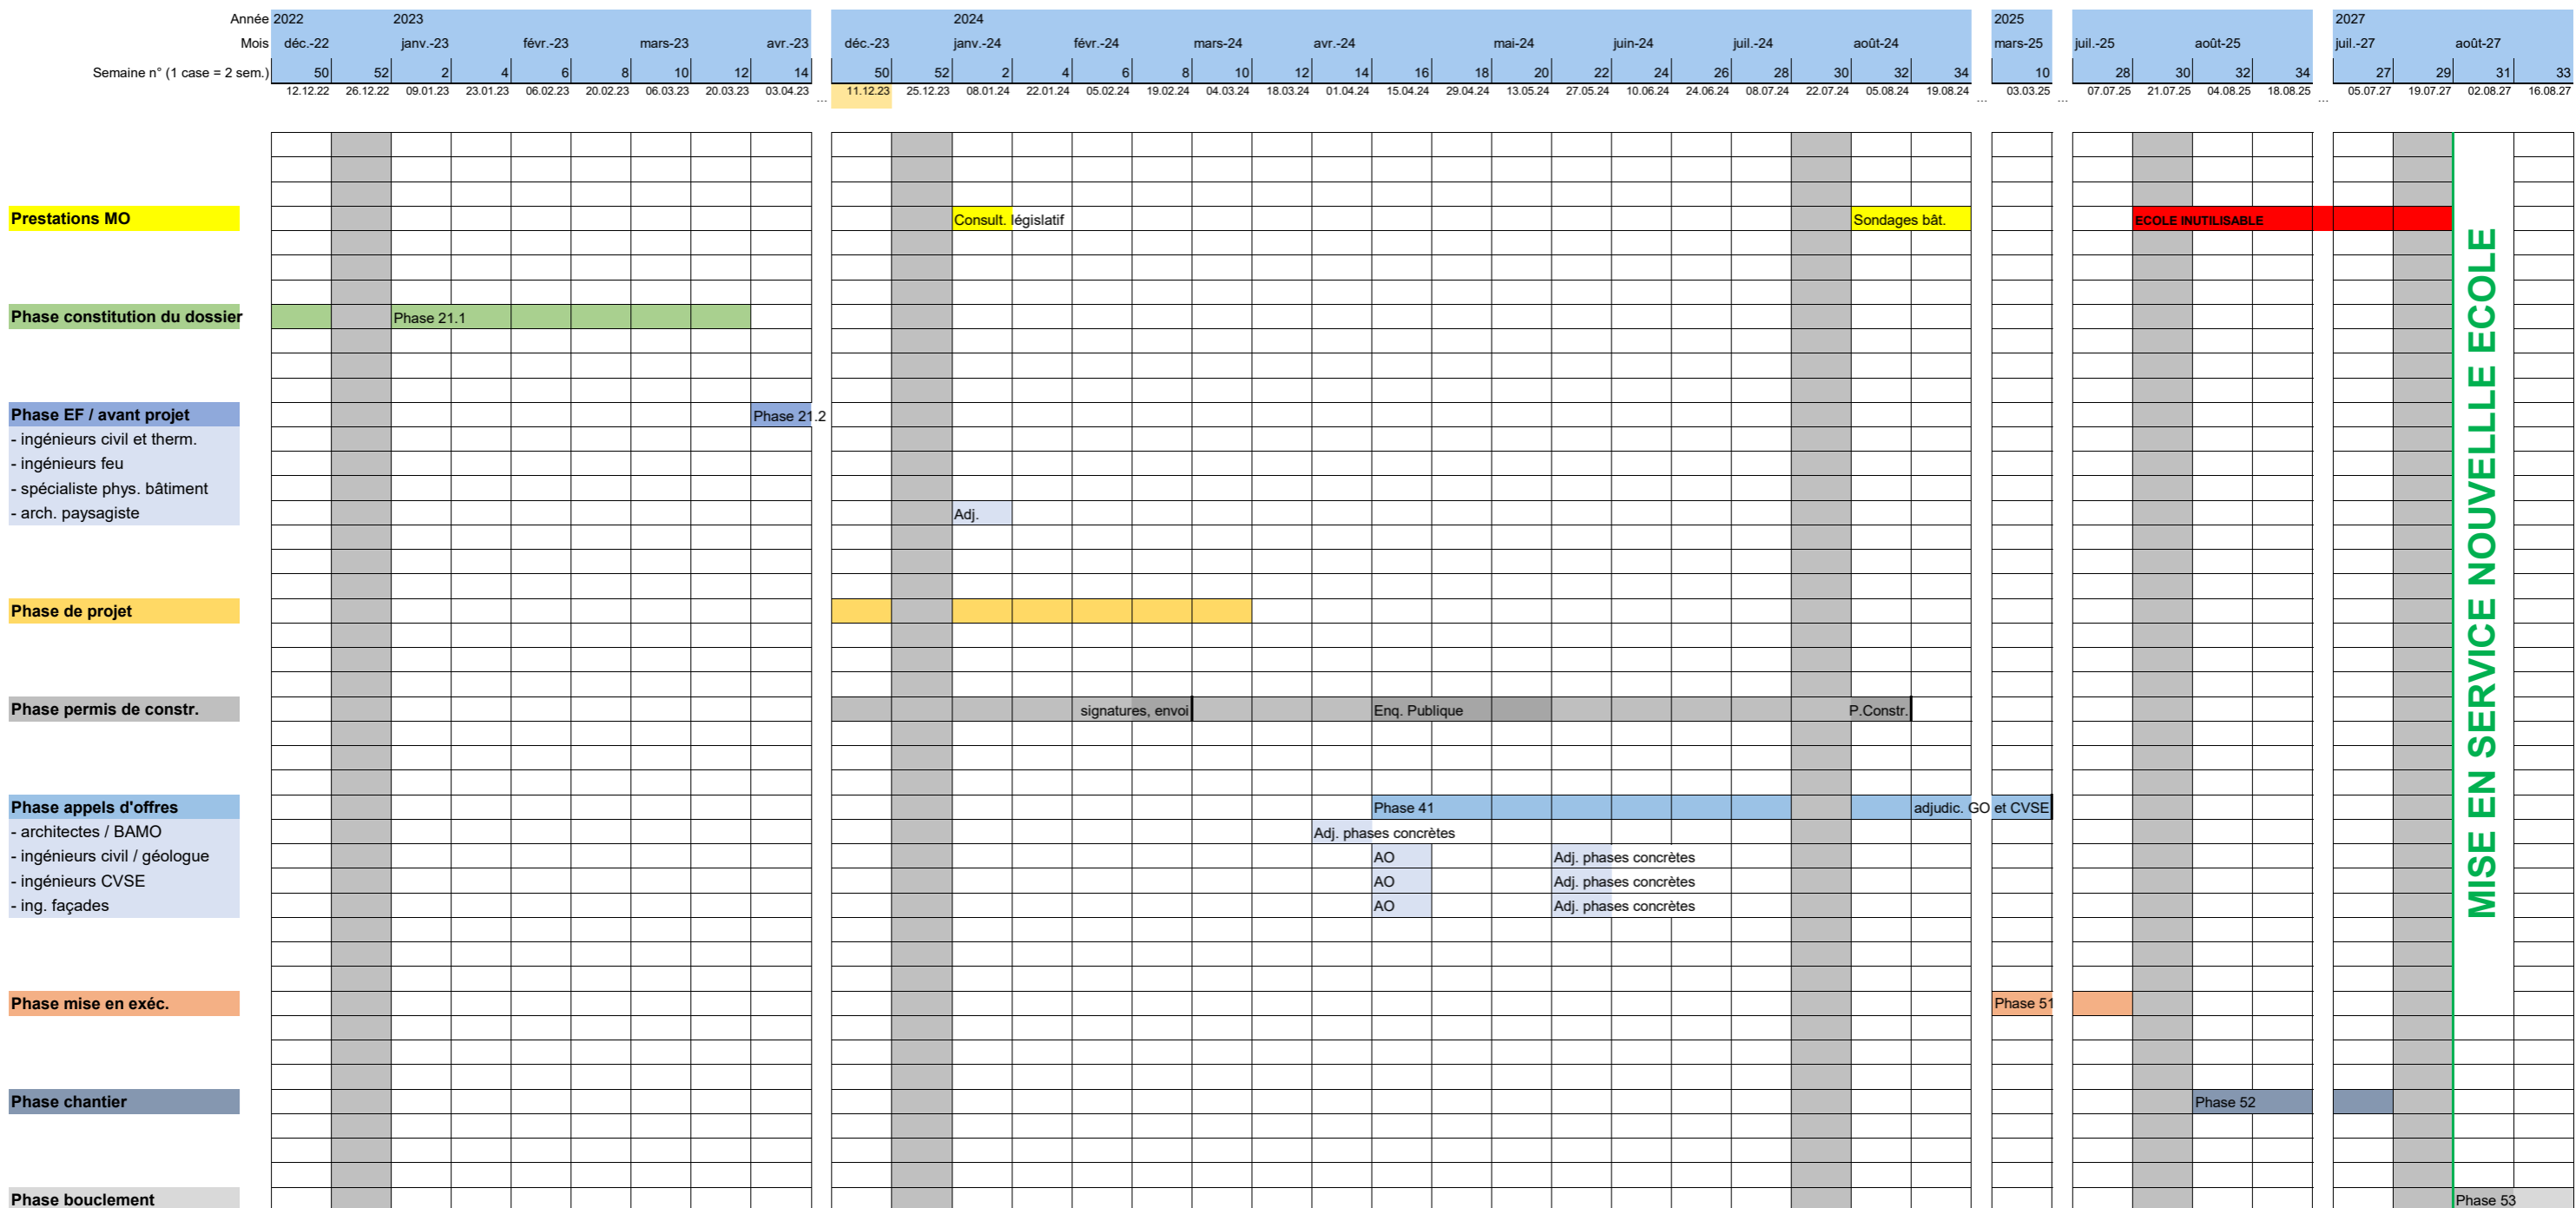 Année 2022 2023 2024 2025 2027
Mois déc.-22 janv.-23 févr.-23 mars-23 avr.-23 déc.-23 janv.-24 févr.-24 mars-24 avr.-24 mai-24 juin-24 juil.-24 août-24 mars-25 juil.-25 août-25 juil.-27 août-27
Semaine n° (1 case = 2 sem.) 50 52 2 4 6 8 10 12 14 50 52 2 4 6 8 10 12 14 16 18 20 22 24 26 28 30 32 34 10 28 30 32 34 27 29 31 33
12.12.22 26.12.22 09.01.23 23.01.23 06.02.23 20.02.23 06.03.23 20.03.23 03.04.23 ... 11.12.23 25.12.23 08.01.24 22.01.24 05.02.24 19.02.24 04.03.24 18.03.24 01.04.24 15.04.24 29.04.24 13.05.24 27.05.24 10.06.24 24.06.24 08.07.24 22.07.24 05.08.24 19.08.24 ... 03.03.25 ... 07.07.25 21.07.25 04.08.25 18.08.25 ... 05.07.27 19.07.27 02.08.27 16.08.27
Prestations MO Consult. législatif Sondages bât. ECOLE INUTILISABLE
Phase constitution du dossier Phase 21.1
Phase EF / avant projet Phase 21.2
- ingénieurs civil et therm.
- ingénieurs feu
- spécialiste phys. bâtiment
- arch. paysagiste Adj.
Phase de projet
Phase permis de constr. signatures, envoi Enq. Publique P.Constr.
Phase appels d'offres Phase 41 adjudic. GO et CVSE
- architectes / BAMO Adj. phases concrètes
- ingénieurs civil / géologue AO Adj. phases concrètes
- ingénieurs CVSE AO Adj. phases concrètes
- ing. façades AO Adj. phases concrètes
Phase mise en exéc. Phase 51
Phase chantier Phase 52
Phase bouclement Phase 53
MISE EN SERVICE NOUVELLLE ECOLE